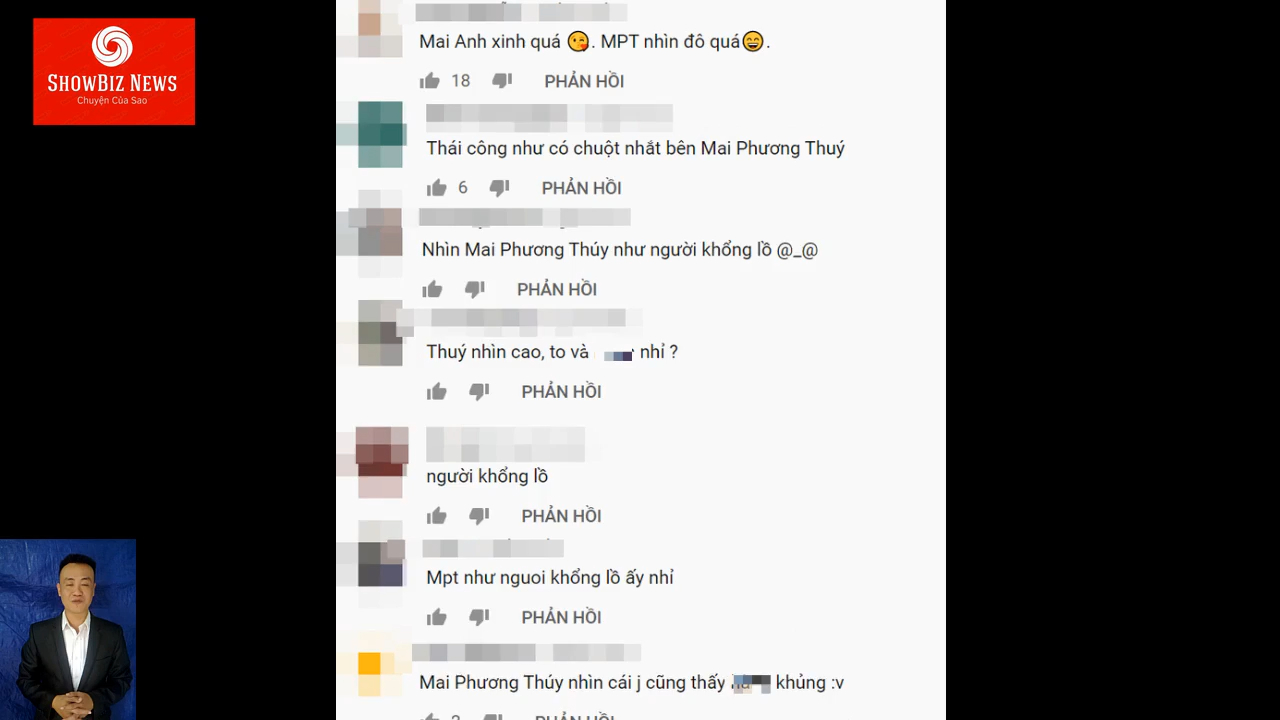 SHOWBIZ NEWS
Chuyện Của Sao
Mai Anh xinh quá 😘. MPT nhìn đô quá😄.
18 PHẢN HỒI
Thái công như có chuột nhắt bên Mai Phương Thuý
6 PHẢN HỒI
Nhìn Mai Phương Thúy như người khổng lồ @_@
PHẢN HỒI
Thuý nhìn cao, to và nhỉ ?
PHẢN HỒI
người khổng lồ
PHẢN HỒI
Mpt như nguoi khổng lồ ấy nhỉ
PHẢN HỒI
Mai Phương Thúy nhìn cái j cũng thấy khủng :v
2 PHẢN HỒI